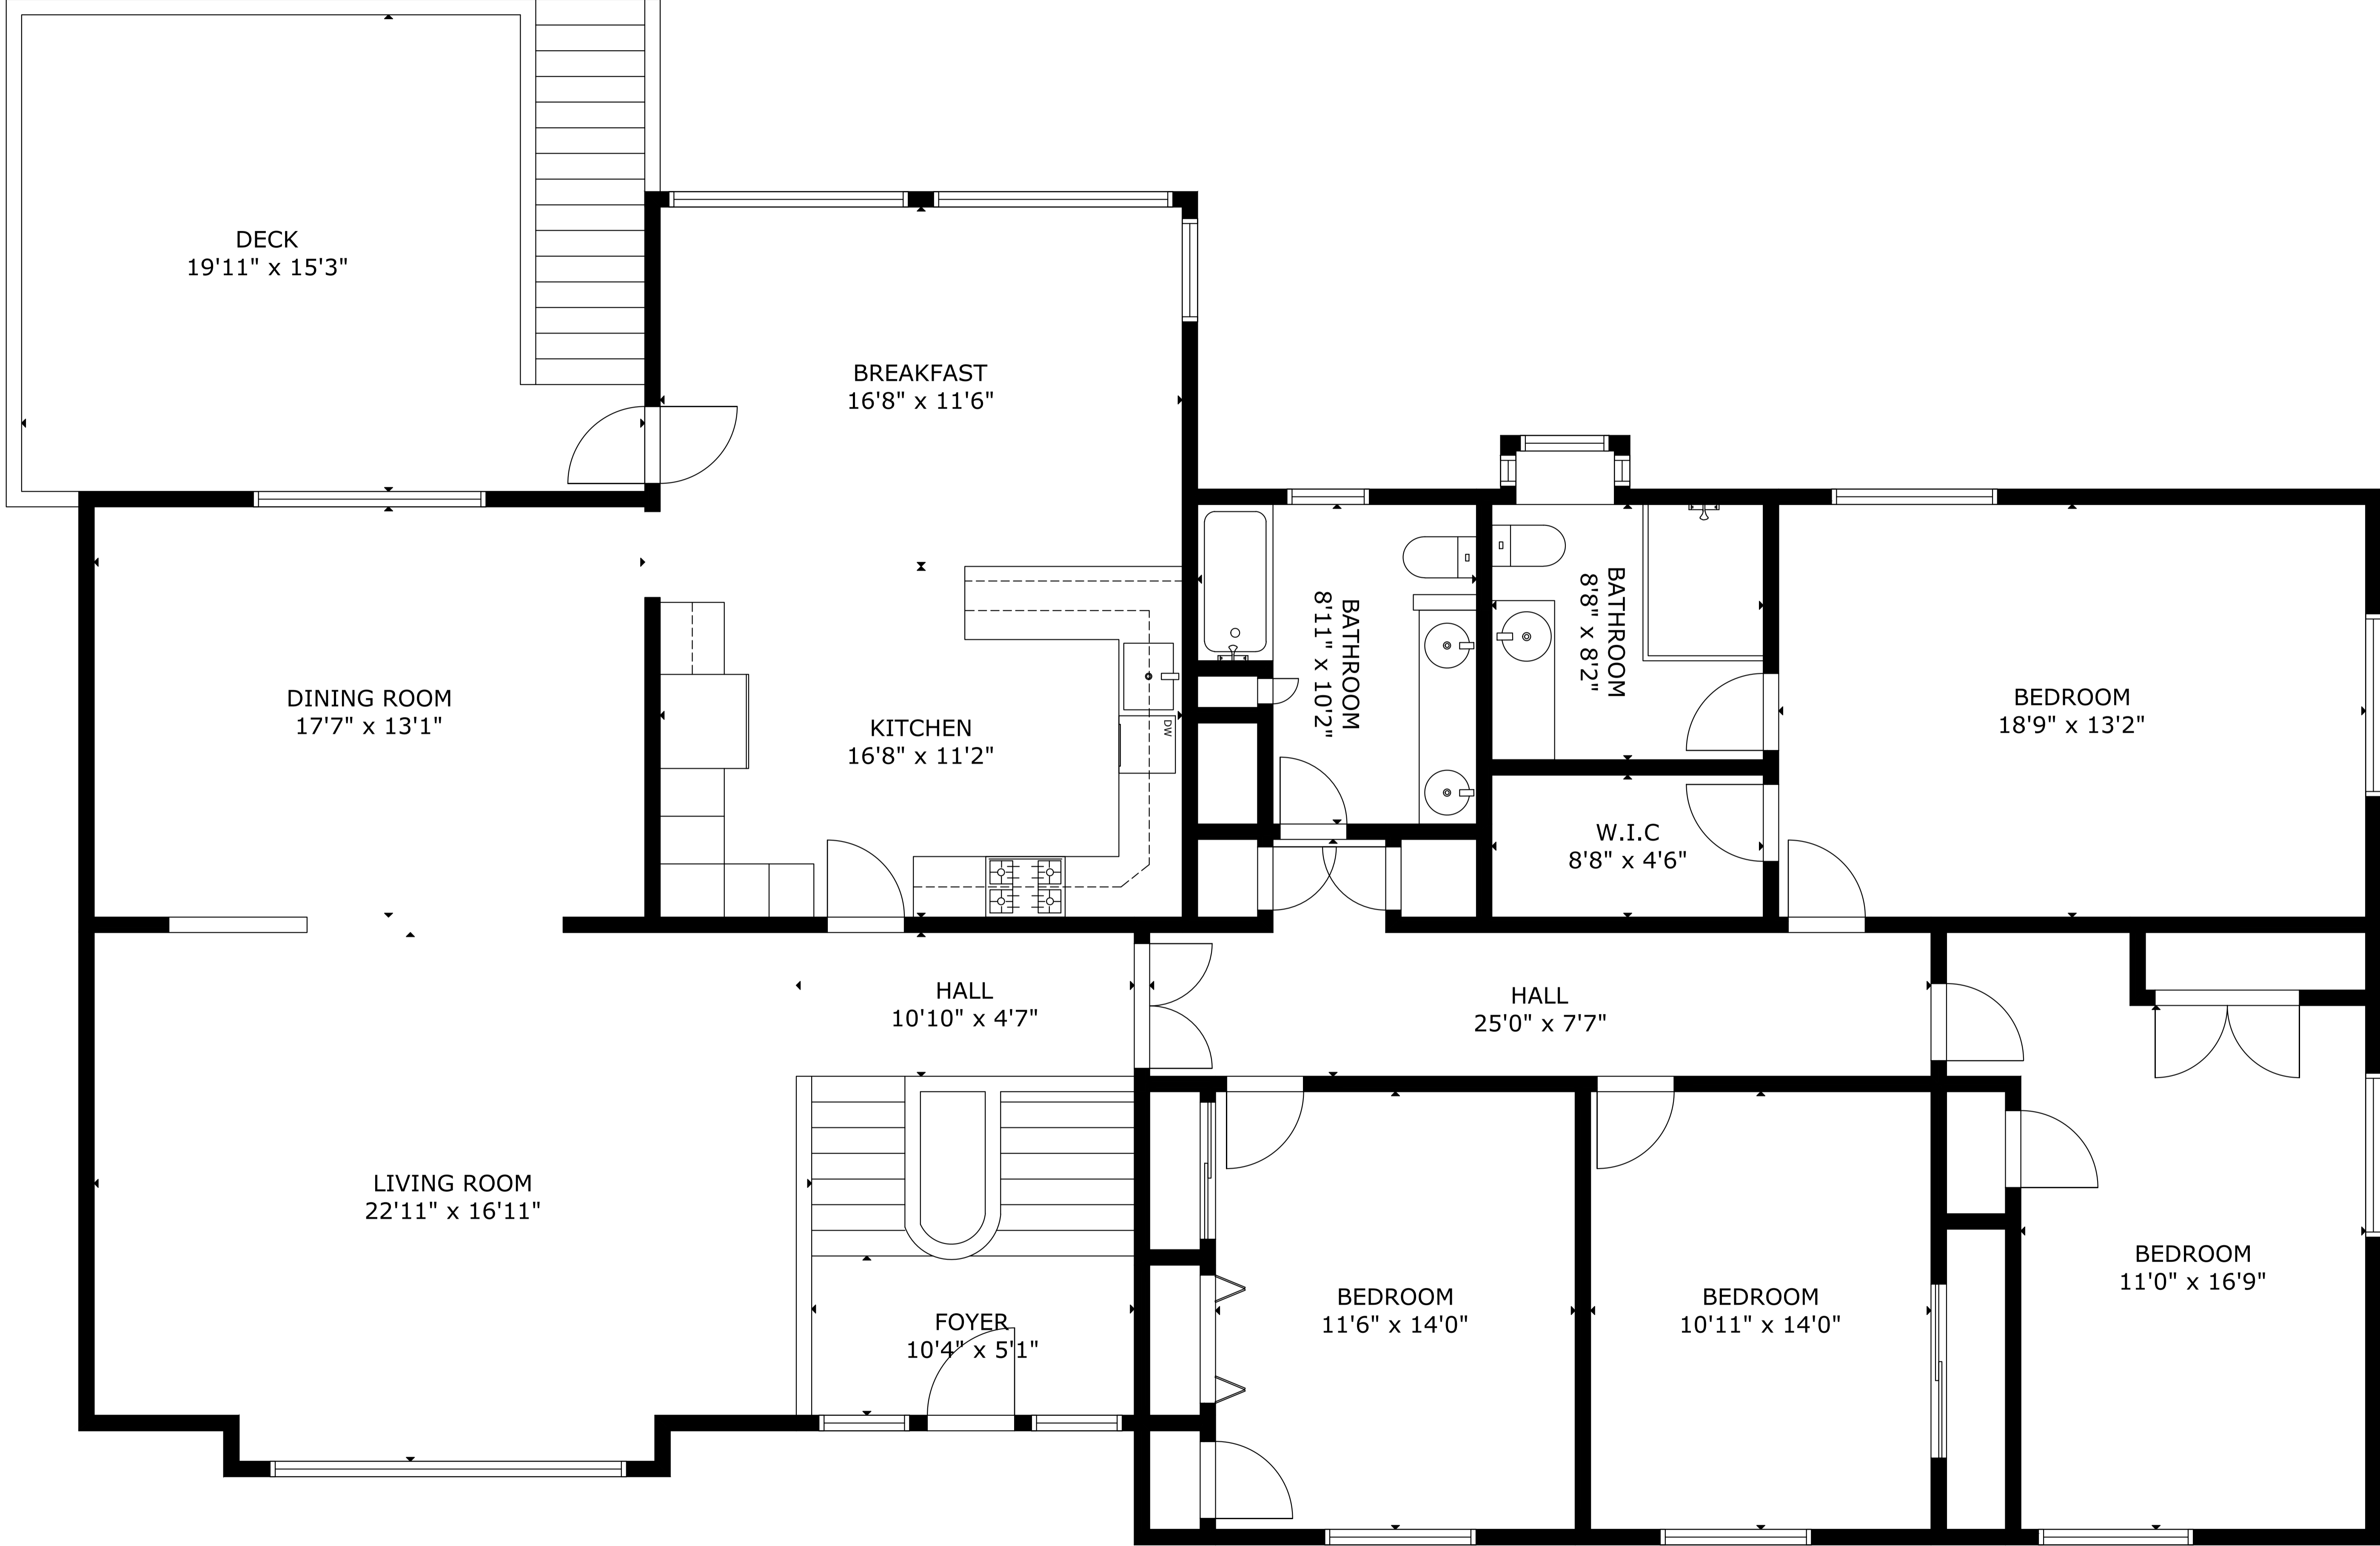 DECK
19'11" x 15'3"
BREAKFAST
16'8" x 11'6"
DINING ROOM
17'7" x 13'1"
KITCHEN
16'8" x 11'2"
DW
BATHROOM
8'11" x 10'2"
BATHROOM
8'8" x 8'2"
BEDROOM
18'9" x 13'2"
W.I.C
8'8" x 4'6"
HALL
10'10" x 4'7"
HALL
25'0" x 7'7"
LIVING ROOM
22'11" x 16'11"
FOYER
10'4" x 5'1"
BEDROOM
11'6" x 14'0"
BEDROOM
10'11" x 14'0"
BEDROOM
11'0" x 16'9"